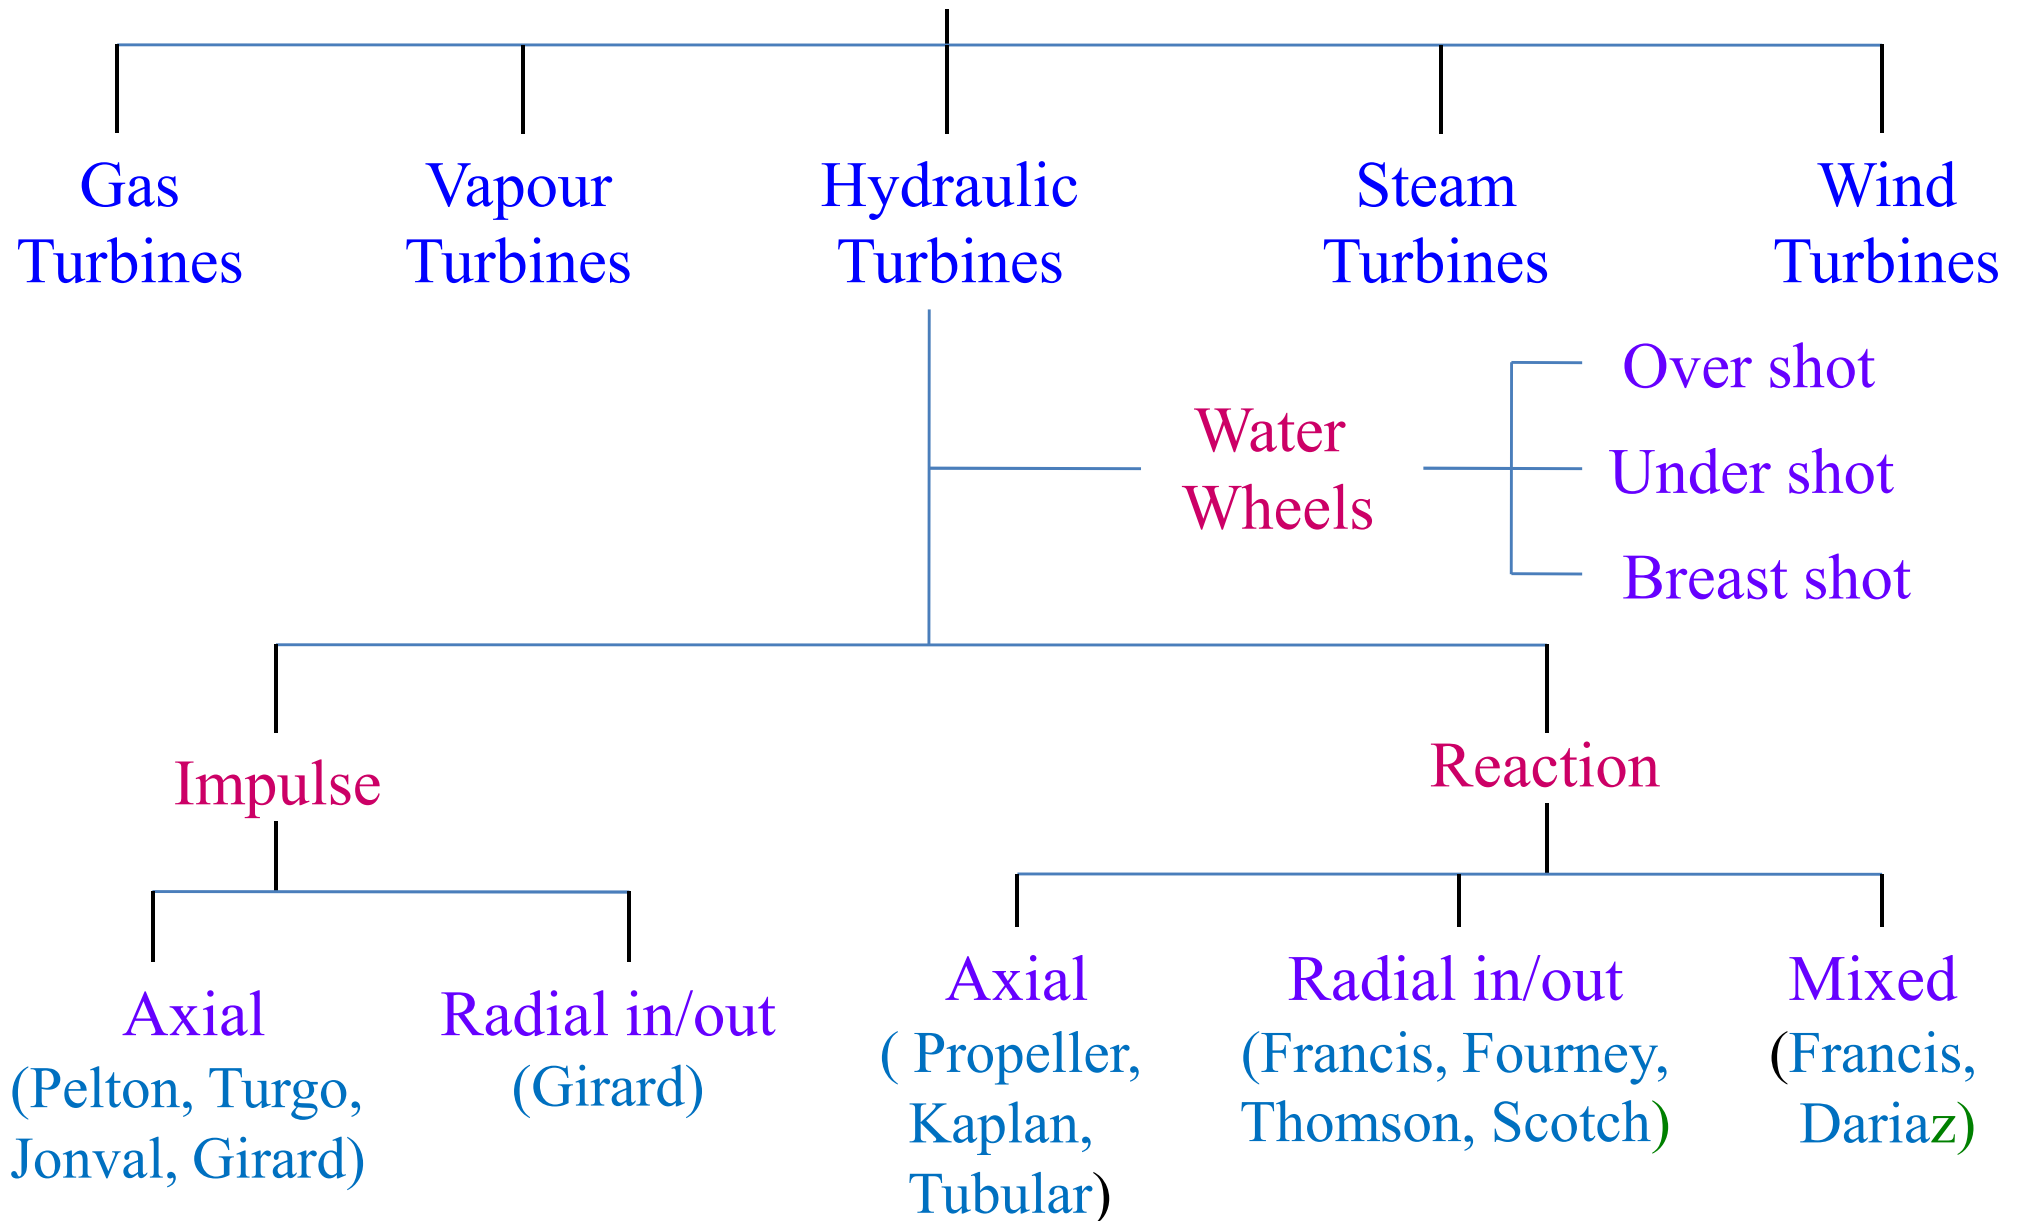 Gas
Turbines
Vapour
Turbines
Hydraulic
Turbines
Steam
Turbines
Wind
Turbines
Water
Wheels
Over shot
Under shot
Breast shot
Impulse
Reaction
Axial
(Pelton, Turgo,
Jonval, Girard)
Radial in/out
(Girard)
Axial
( Propeller,
Kaplan,
Tubular)
Radial in/out
(Francis, Fourney,
Thomson, Scotch)
Mixed
(Francis,
Dariaz)